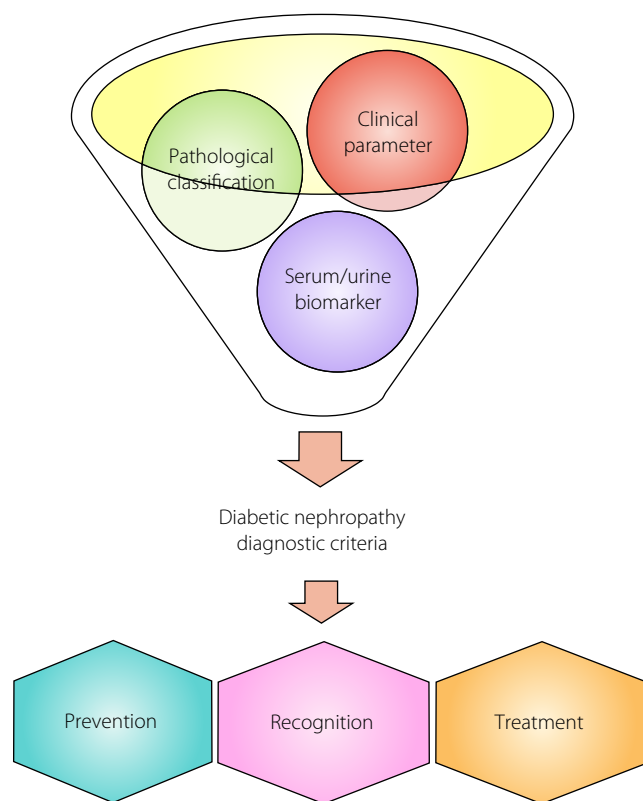 Clinical
parameter
Pathological
classification
Serum/urine
biomarker
Diabetic nephropathy
diagnostic criteria
Prevention
Recognition
Treatment